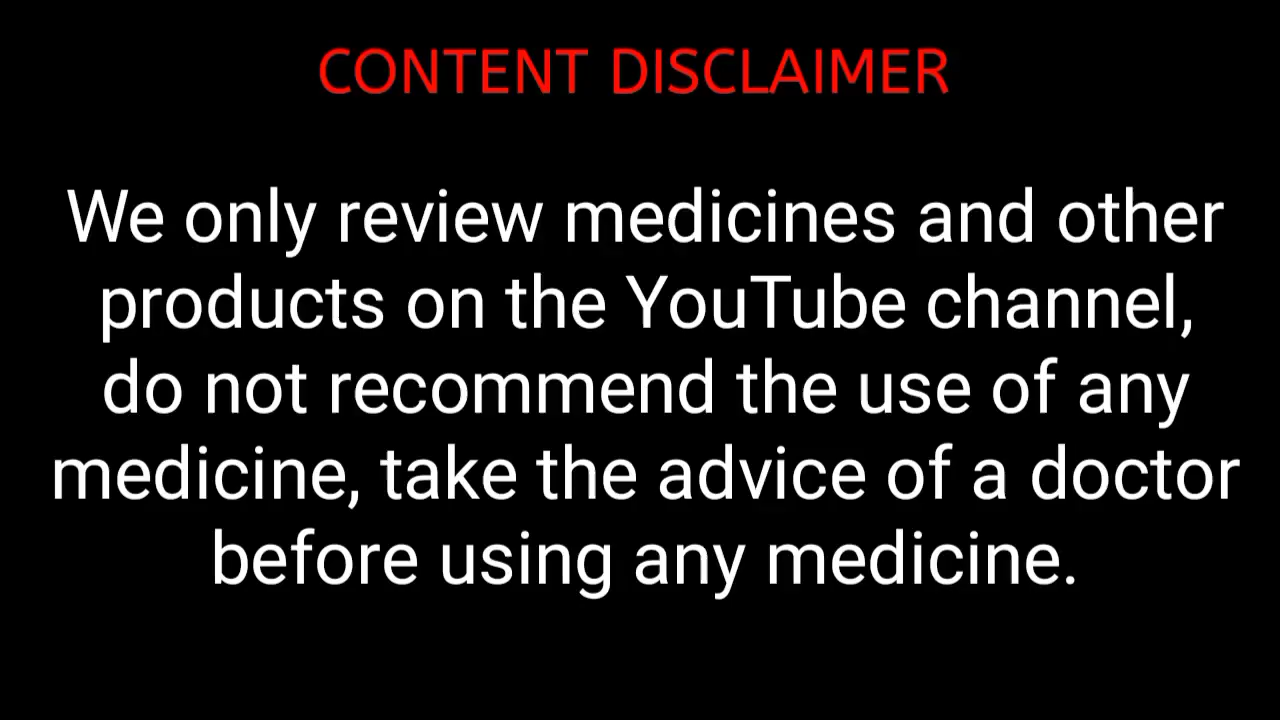 CONTENT DISCLAIMER
We only review medicines and other
products on the YouTube channel,
do not recommend the use of any
medicine, take the advice of a doctor
before using any medicine.